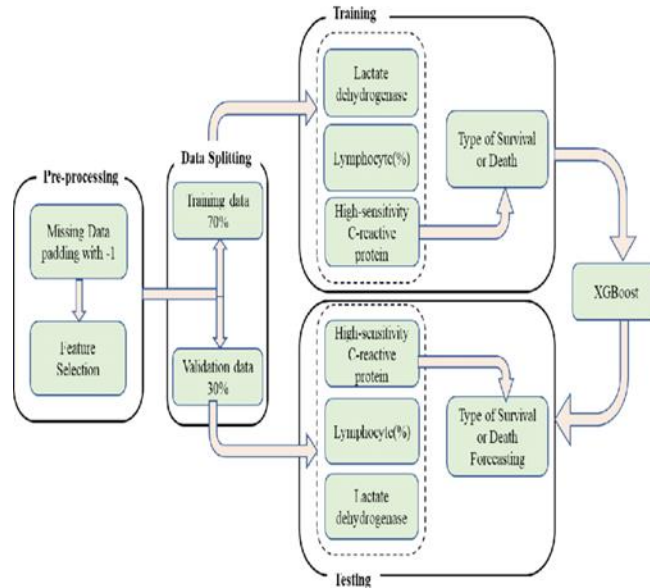 Training
Lactate
dehydrogenase
Lymphocyte(%)
High-sensitivity
C-reactive
protein
Type of Survival
or Death
Data Splitting
Training data
70%
Validation data
30%
Pre-processing
Missing Data
padding with -1
Feature
Selection
XGBoost
High-sensitivity
C-reactive
protein
Lymphocyte(%)
Lactate
dehydrogenase
Type of Survival
or Death
Forecasting
Testing